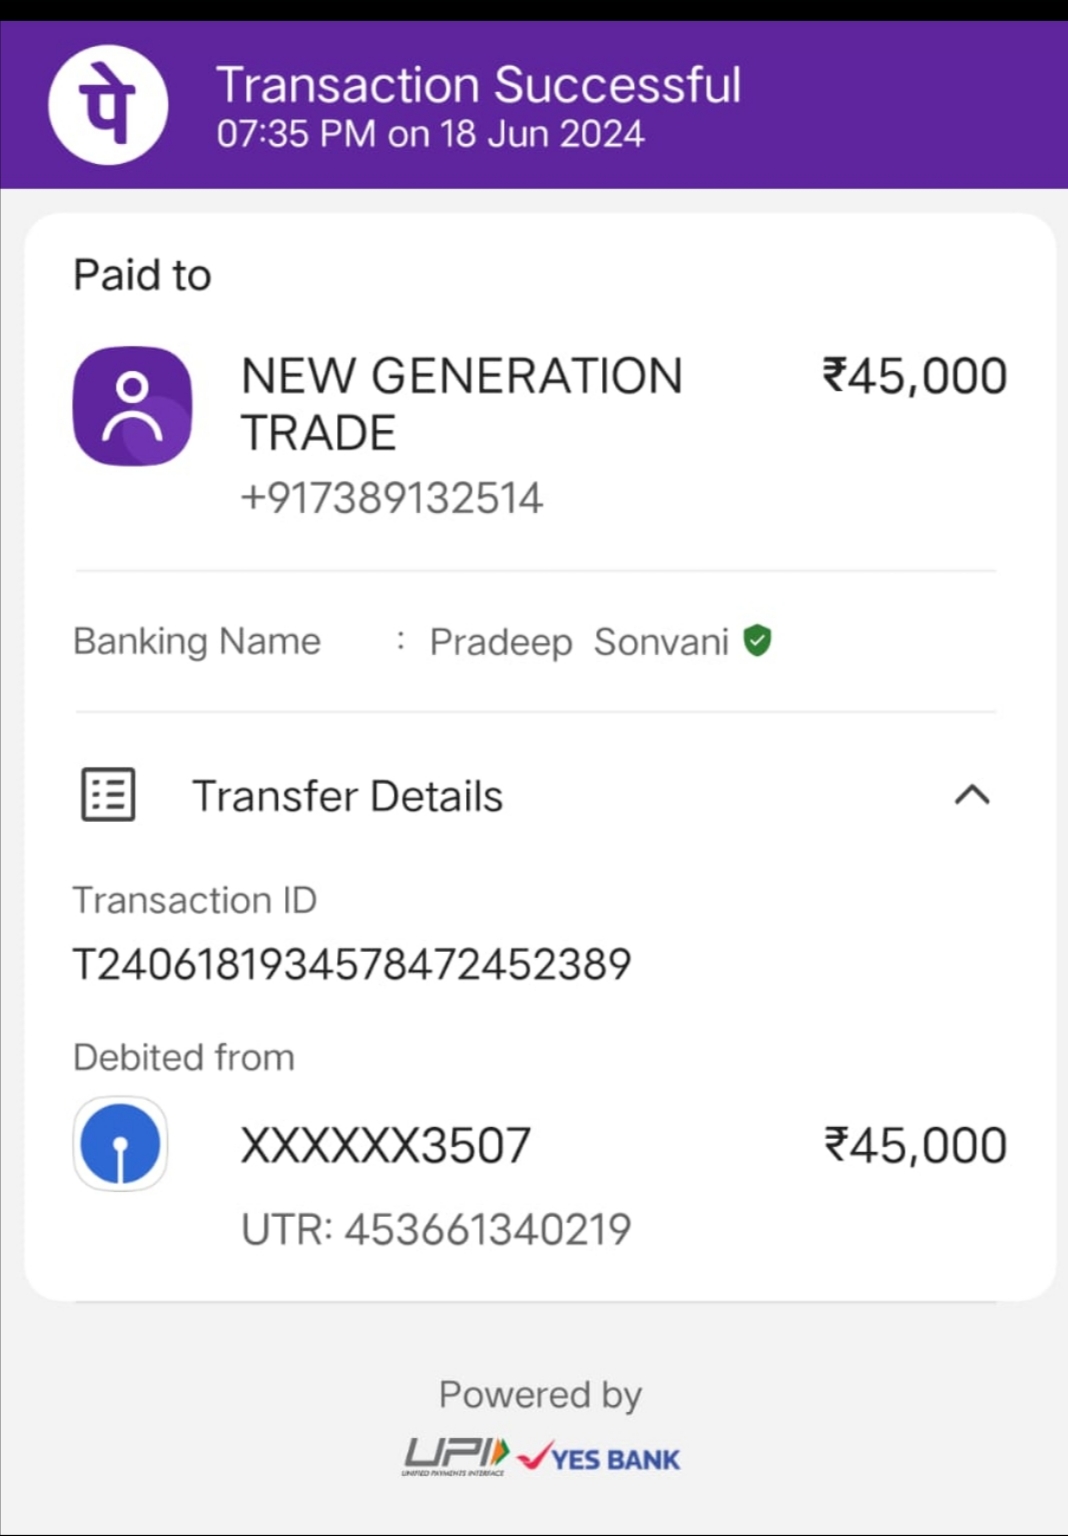 पे
Transaction Successful
07:35 PM on 18 Jun 2024
Paid to
NEW GENERATION
TRADE
₹45,000
+917389132514
Banking Name : Pradeep Sonvani
Transfer Details
Transaction ID
T2406181934578472452389
Debited from
XXXXXX3507
₹45,000
UTR: 453661340219
Powered by
UPI
UNIFIED PAYMENTS INTERFACE
YES BANK